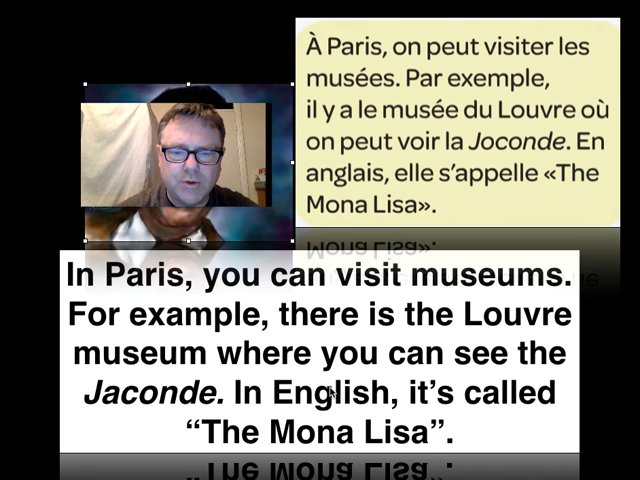 À Paris, on peut visiter les
musées. Par exemple,
il y a le musée du Louvre où
on peut voir la Joconde. En
anglais, elle s'appelle «The
Mona Lisa».
In Paris, you can visit museums.
For example, there is the Louvre
museum where you can see the
Jaconde. In English, it's called
“The Mona Lisa”.